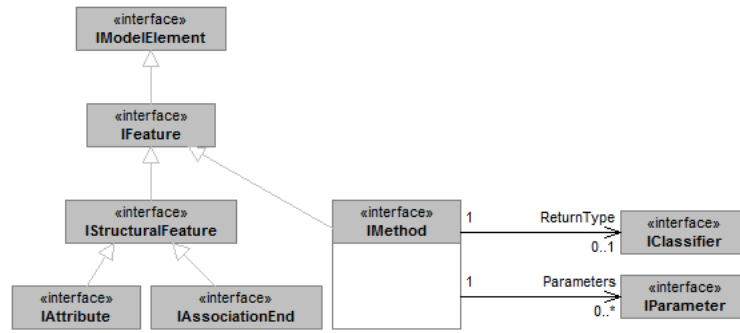 «interface»
IModelElement
«interface»
IFeature
«interface»
IStructuralFeature
«interface»
IMethod
1
ReturnType
0..1
«interface»
IClassifier
1
Parameters
0..*
«interface»
IParameter
«interface»
IAttribute
«interface»
IAssociationEnd